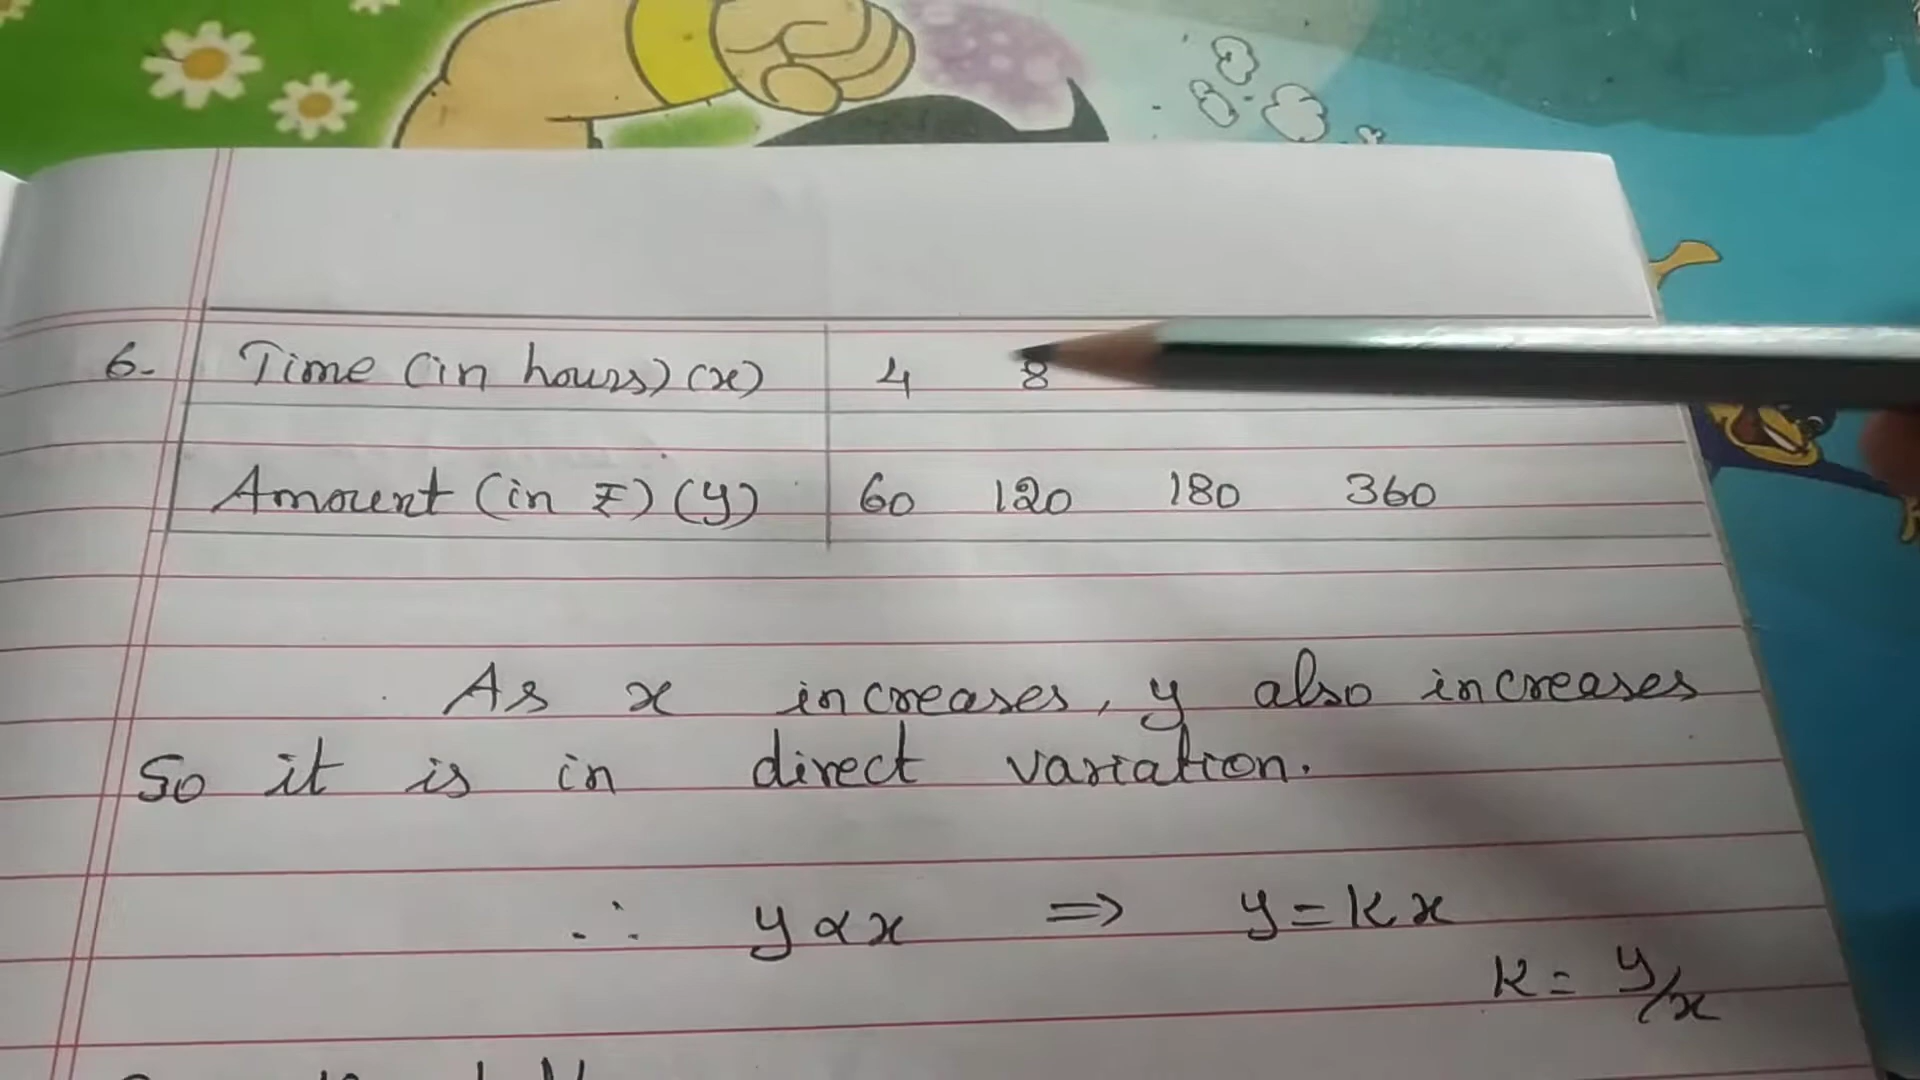 6. Time (in hours) (x) 4 8
Amount (in ₹) (y) 60 120 180 360
As x increases, y also increases
So it is in direct variation.
∴ y ∝ x ⇒ y = kx
k = y/x